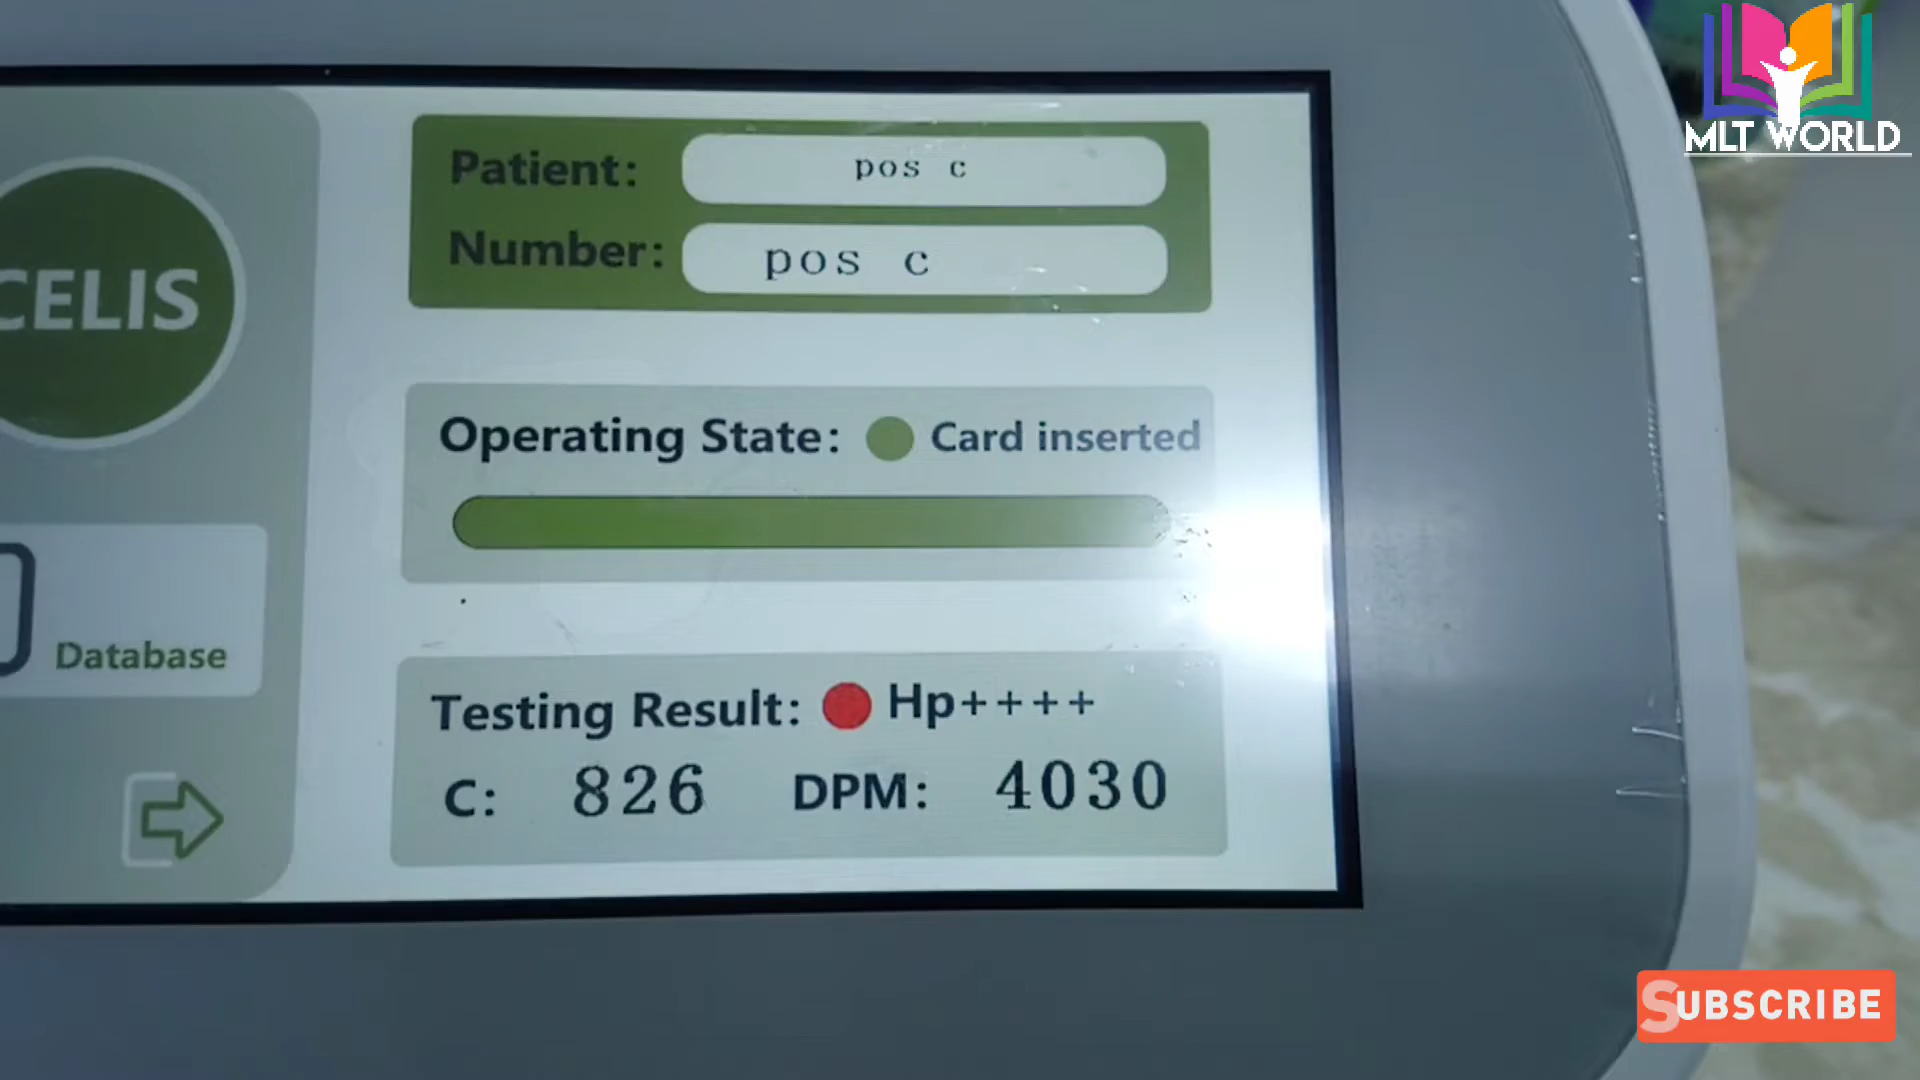 MLT WORLD
Patient: pos c
Number: pos c
CELIS
Operating State: Card inserted
Database
Testing Result: Hp++++
C: 826 DPM: 4030
SUBSCRIBE